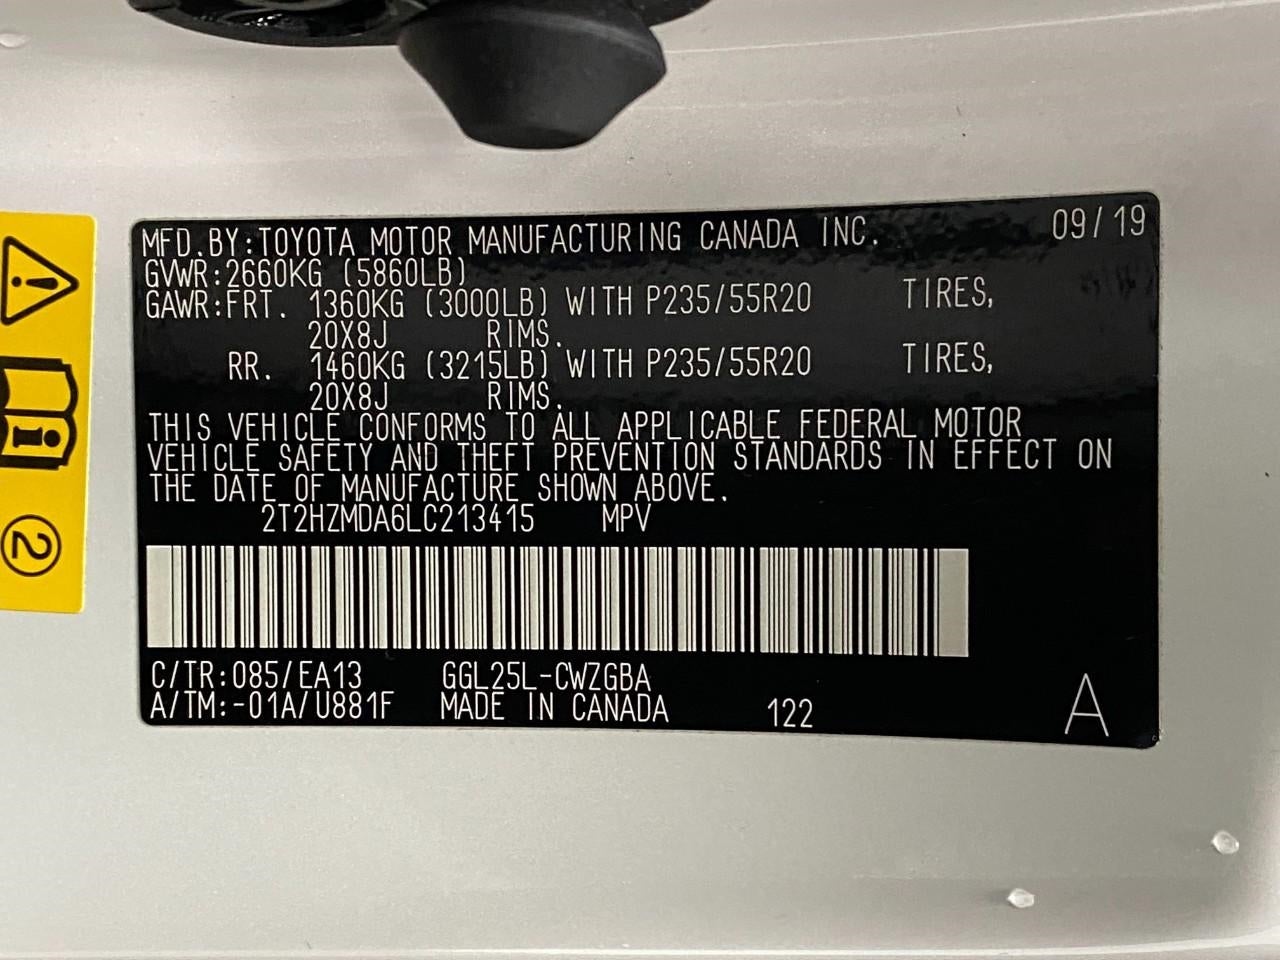 MFD.BY:TOYOTA MOTOR MANUFACTURING CANADA INC. 09/19
GVWR:2660KG (5860LB)
GAWR:FRT. 1360KG (3000LB) WITH P235/55R20 TIRES,
20X8J RIMS.
RR. 1460KG (3215LB) WITH P235/55R20 TIRES,
20X8J RIMS.
THIS VEHICLE CONFORMS TO ALL APPLICABLE FEDERAL MOTOR
VEHICLE SAFETY AND THEFT PREVENTION STANDARDS IN EFFECT ON
THE DATE OF MANUFACTURE SHOWN ABOVE.
2T2HZMDA6LC213415 MPV
C/TR:085/EA13 GGL25L-CWZGBA
A/TM:-01A/U881F MADE IN CANADA 122 A
2